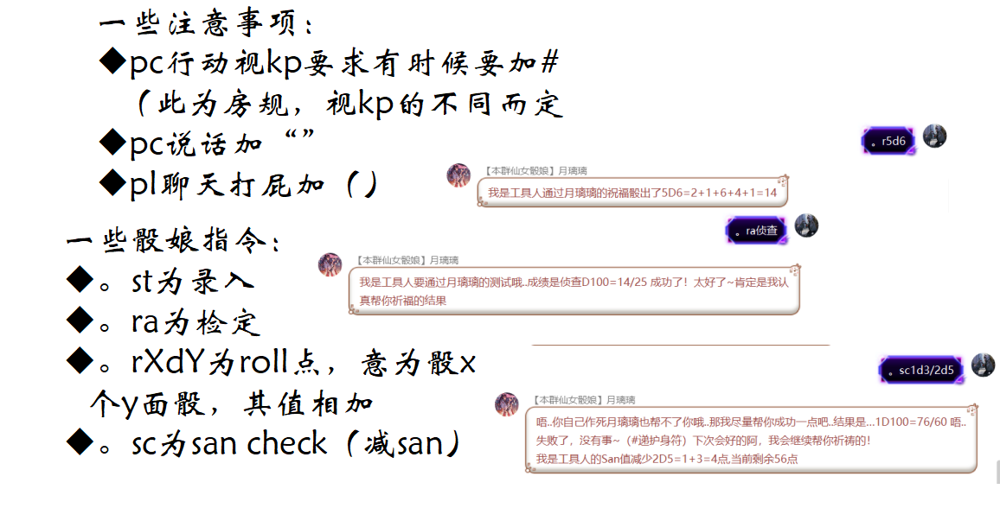 一些注意事项：
◆pc行动视kp要求有时候要加#
（此为房规，视kp的不同而定
◆pc说话加“”
◆pl聊天打屁加（）
。r5d6
【本群仙女骰娘】月璃璃
我是工具人通过月璃璃的祝福骰出了5D6=2+1+6+4+1=14
。ra侦查
【本群仙女骰娘】月璃璃
我是工具人要通过月璃璃的测试哦..成绩是侦查D100=14/25 成功了！太好了~肯定是我认
真帮你祈福的结果
一些骰娘指令：
◆。st为录入
◆。ra为检定
◆。rXdY为roll点，意为骰x
个y面骰，其值相加
◆。sc为san check（减san）
。sc1d3/2d5
【本群仙女骰娘】月璃璃
唔..你自己作死月璃璃也帮不了你哦..那我尽量帮你成功一点吧..结果是...1D100=76/60 唔..
失败了，没有事~（#递护身符）下次会好的阿，我会继续帮你祈祷的！
我是工具人的San值减少2D5=1+3=4点,当前剩余56点